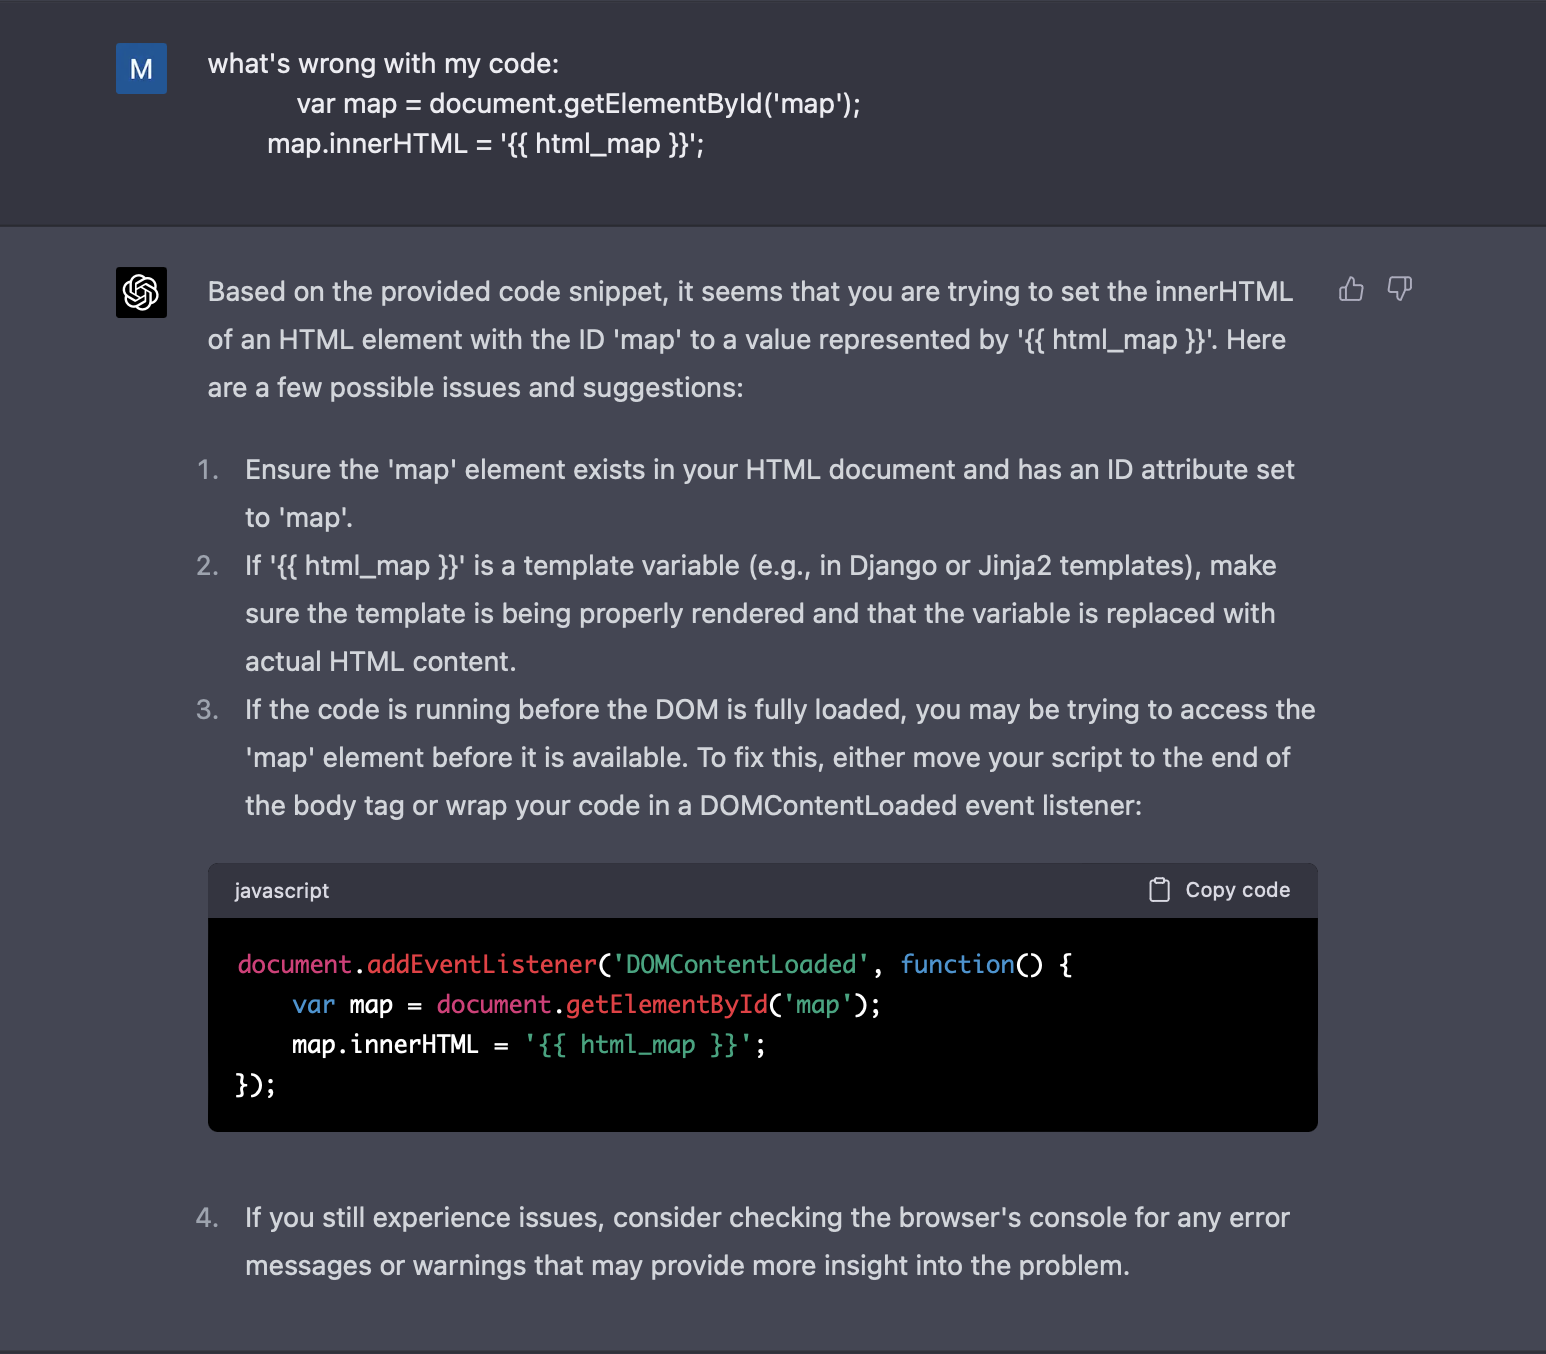 M
what's wrong with my code:
var map = document.getElementById('map');
map.innerHTML = '{{ html_map }}';
Based on the provided code snippet, it seems that you are trying to set the innerHTML
of an HTML element with the ID 'map' to a value represented by '{{ html_map }}'. Here
are a few possible issues and suggestions:
1. Ensure the 'map' element exists in your HTML document and has an ID attribute set
to 'map'.
2. If '{{ html_map }}' is a template variable (e.g., in Django or Jinja2 templates), make
sure the template is being properly rendered and that the variable is replaced with
actual HTML content.
3. If the code is running before the DOM is fully loaded, you may be trying to access the
'map' element before it is available. To fix this, either move your script to the end of
the body tag or wrap your code in a DOMContentLoaded event listener:
javascript Copy code
document.addEventListener('DOMContentLoaded', function() {
    var map = document.getElementById('map');
    map.innerHTML = '{{ html_map }}';
});
4. If you still experience issues, consider checking the browser's console for any error
messages or warnings that may provide more insight into the problem.